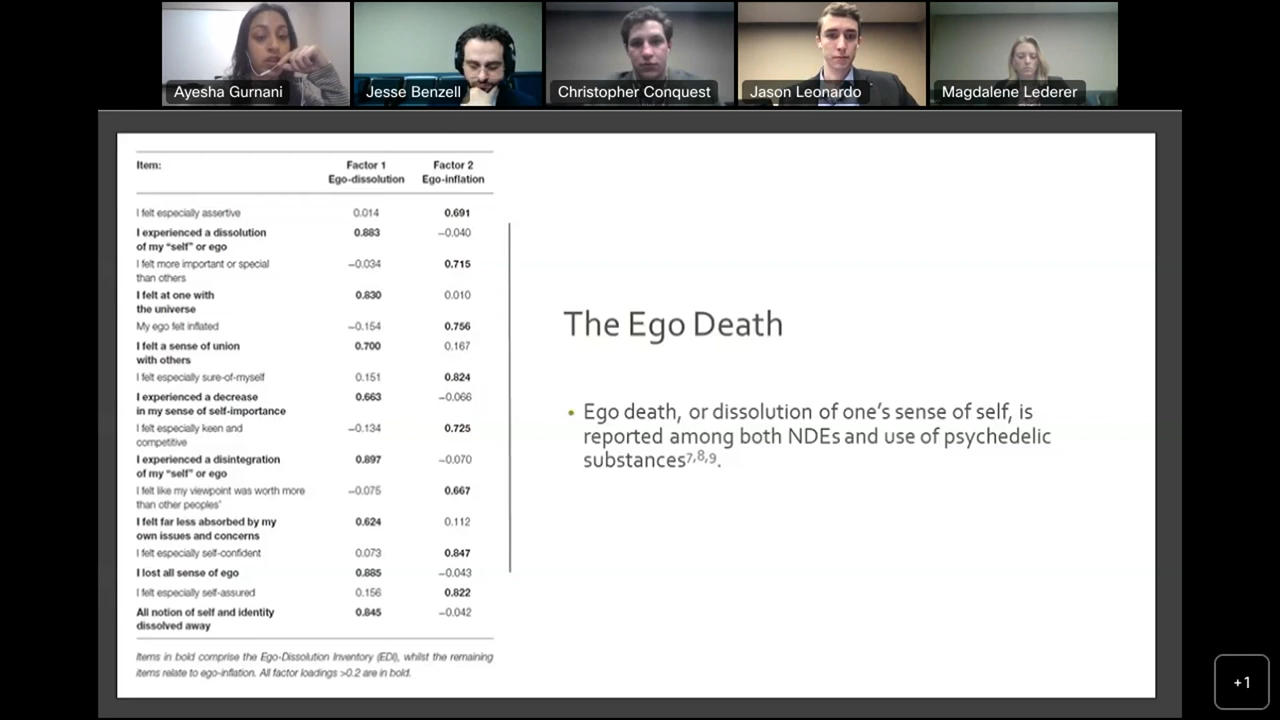 Ayesha Gurnani
Jesse Benzell
Christopher Conquest
Jason Leonardo
Magdalene Lederer
Item: Factor 1 Factor 2
Ego-dissolution Ego-inflation
I felt especially assertive 0.014 0.691
I experienced a dissolution 0.883 −0.040
of my “self” or ego
I felt more important or special −0.034 0.715
than others
I felt at one with 0.830 0.010
the universe
My ego felt inflated −0.154 0.756
I felt a sense of union 0.700 0.167
with others
I felt especially sure-of-myself 0.151 0.824
I experienced a decrease 0.663 −0.066
in my sense of self-importance
I felt especially keen and −0.134 0.725
competitive
I experienced a disintegration 0.897 −0.070
of my “self” or ego
I felt like my viewpoint was worth more −0.075 0.667
than other peoples’
I felt far less absorbed by my 0.624 0.112
own issues and concerns
I felt especially self-confident 0.073 0.847
I lost all sense of ego 0.885 −0.043
I felt especially self-assured 0.156 0.822
All notion of self and identity 0.845 −0.042
dissolved away
Items in bold comprise the Ego-Dissolution Inventory (EDI), whilst the remaining
items relate to ego-inflation. All factor loadings >0.2 are in bold.
The Ego Death
• Ego death, or dissolution of one’s sense of self, is
reported among both NDEs and use of psychedelic
substances7,8,9.
+1